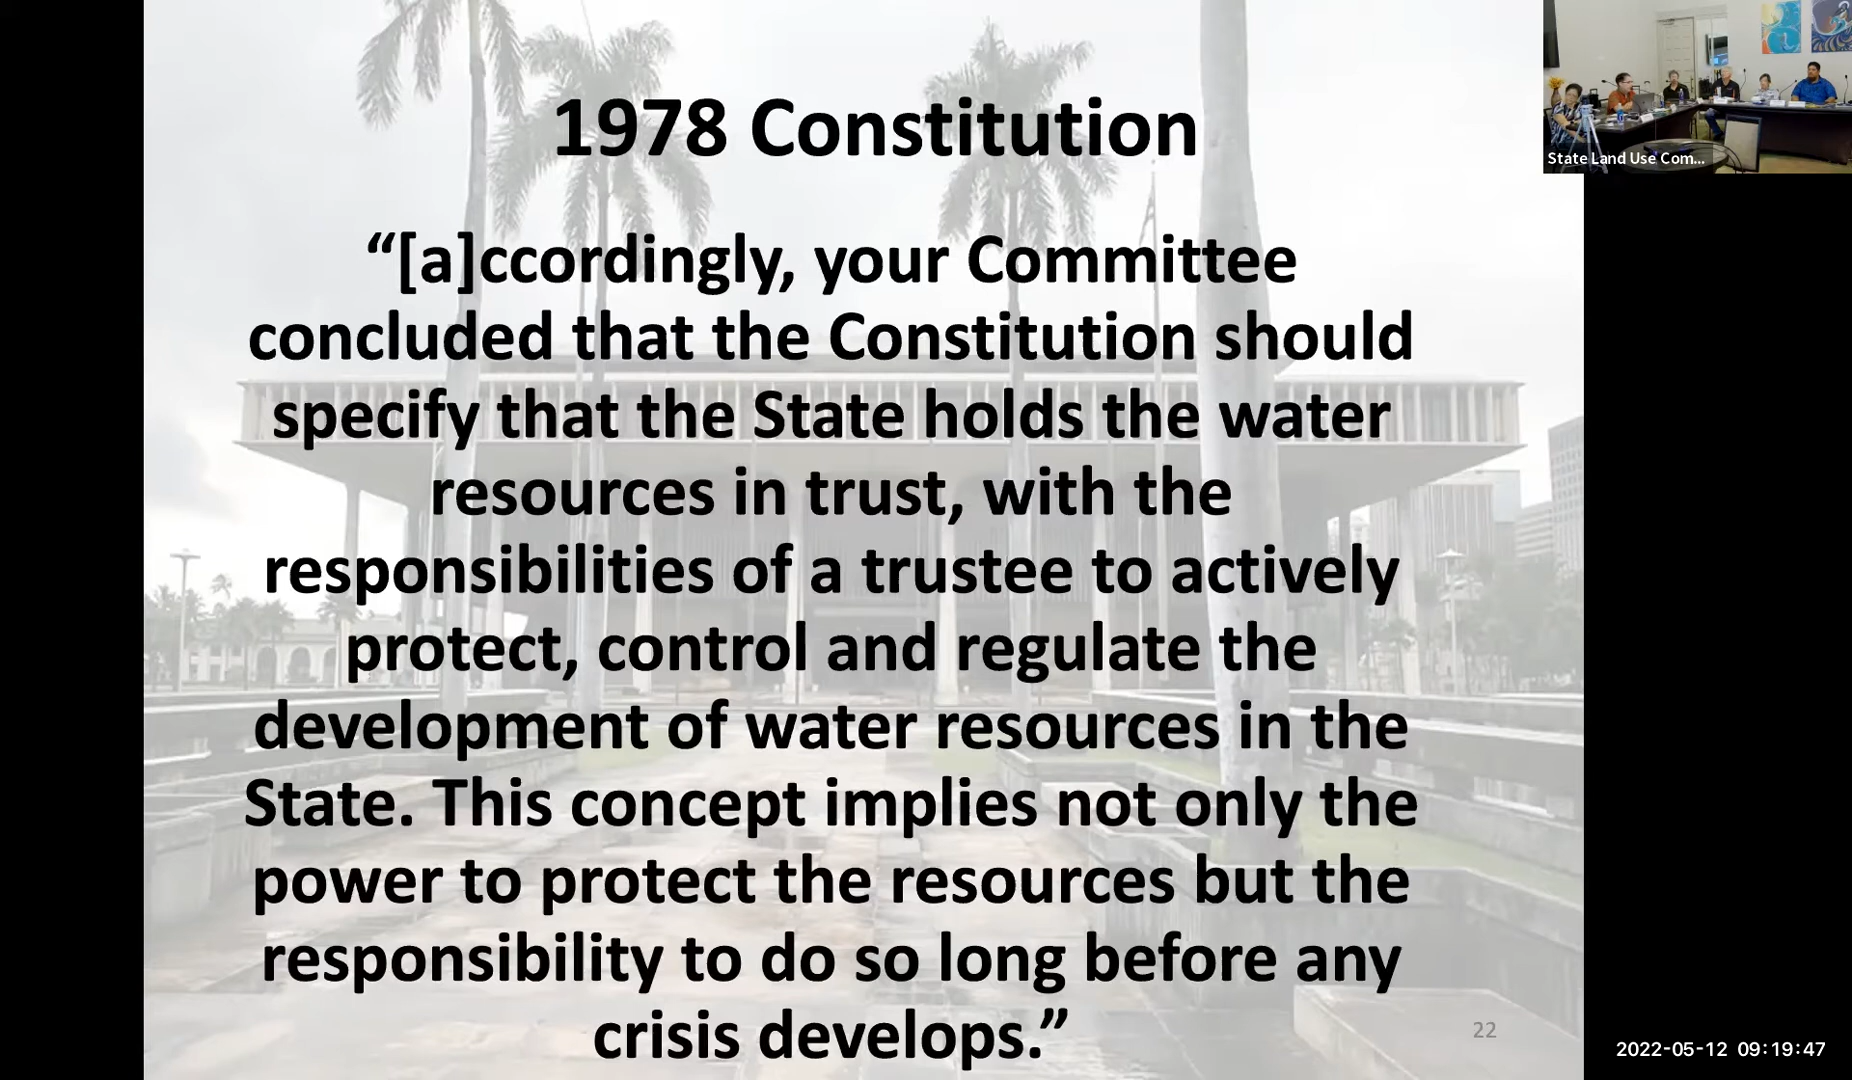 1978 Constitution
“[a]ccordingly, your Committee
concluded that the Constitution should
specify that the State holds the water
resources in trust, with the
responsibilities of a trustee to actively
protect, control and regulate the
development of water resources in the
State. This concept implies not only the
power to protect the resources but the
responsibility to do so long before any
crisis develops.”
22
State Land Use Com...
2022-05-12 09:19:47